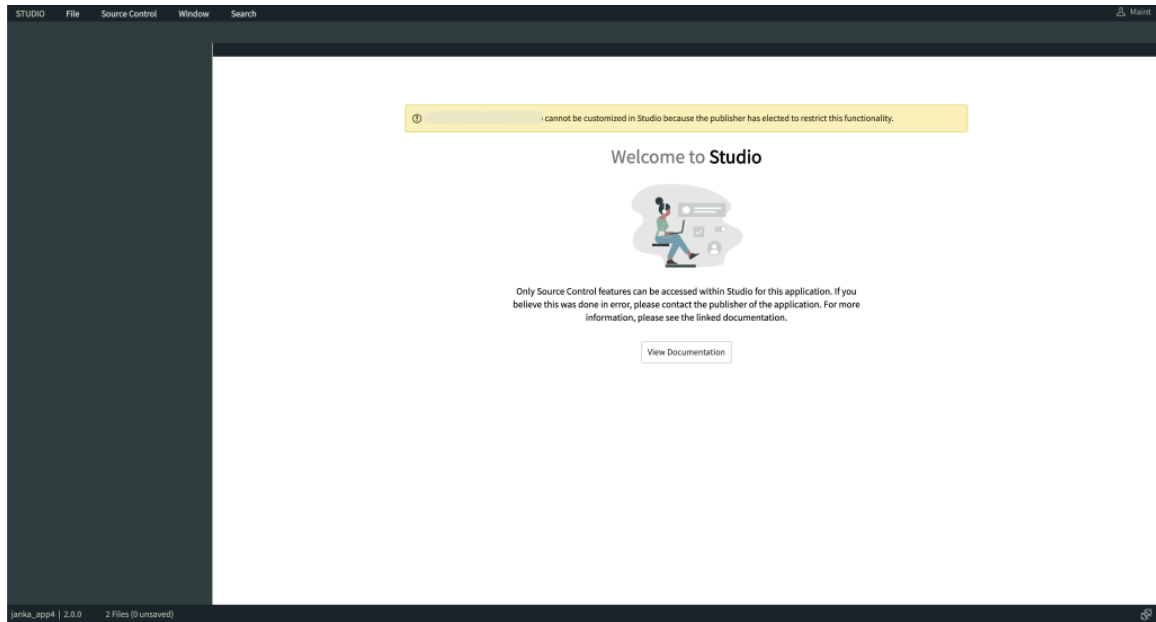 STUDIO File Source Control Window Search Maint
cannot be customized in Studio because the publisher has elected to restrict this functionality.
Welcome to Studio
Only Source Control features can be accessed within Studio for this application. If you
believe this was done in error, please contact the publisher of the application. For more
information, please see the linked documentation.
View Documentation
janka_app4 | 2.0.0 2 Files (0 unsaved)